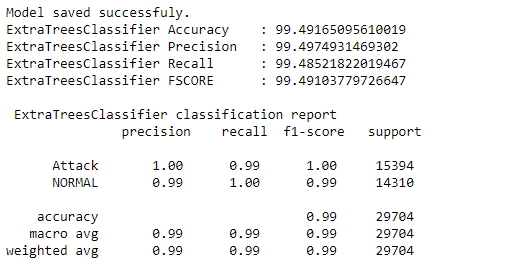 Model saved successfuly.
ExtraTreesClassifier Accuracy : 99.49165095610019
ExtraTreesClassifier Precision : 99.4974931469302
ExtraTreesClassifier Recall : 99.48521822019467
ExtraTreesClassifier FSCORE : 99.49103779726647
ExtraTreesClassifier classification report
precision recall f1-score support
Attack 1.00 0.99 1.00 15394
NORMAL 0.99 1.00 0.99 14310
accuracy 0.99 29704
macro avg 0.99 0.99 0.99 29704
weighted avg 0.99 0.99 0.99 29704